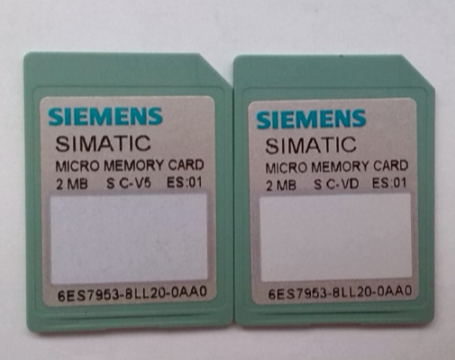 SIEMENS
SIMATIC
MICRO MEMORY CARD
2 MB S C-V5 ES:01
6ES7953-8LL20-0AA0
SIEMENS
SIMATIC
MICRO MEMORY CARD
2 MB S C-VD ES:01
6ES7953-8LL20-0AA0